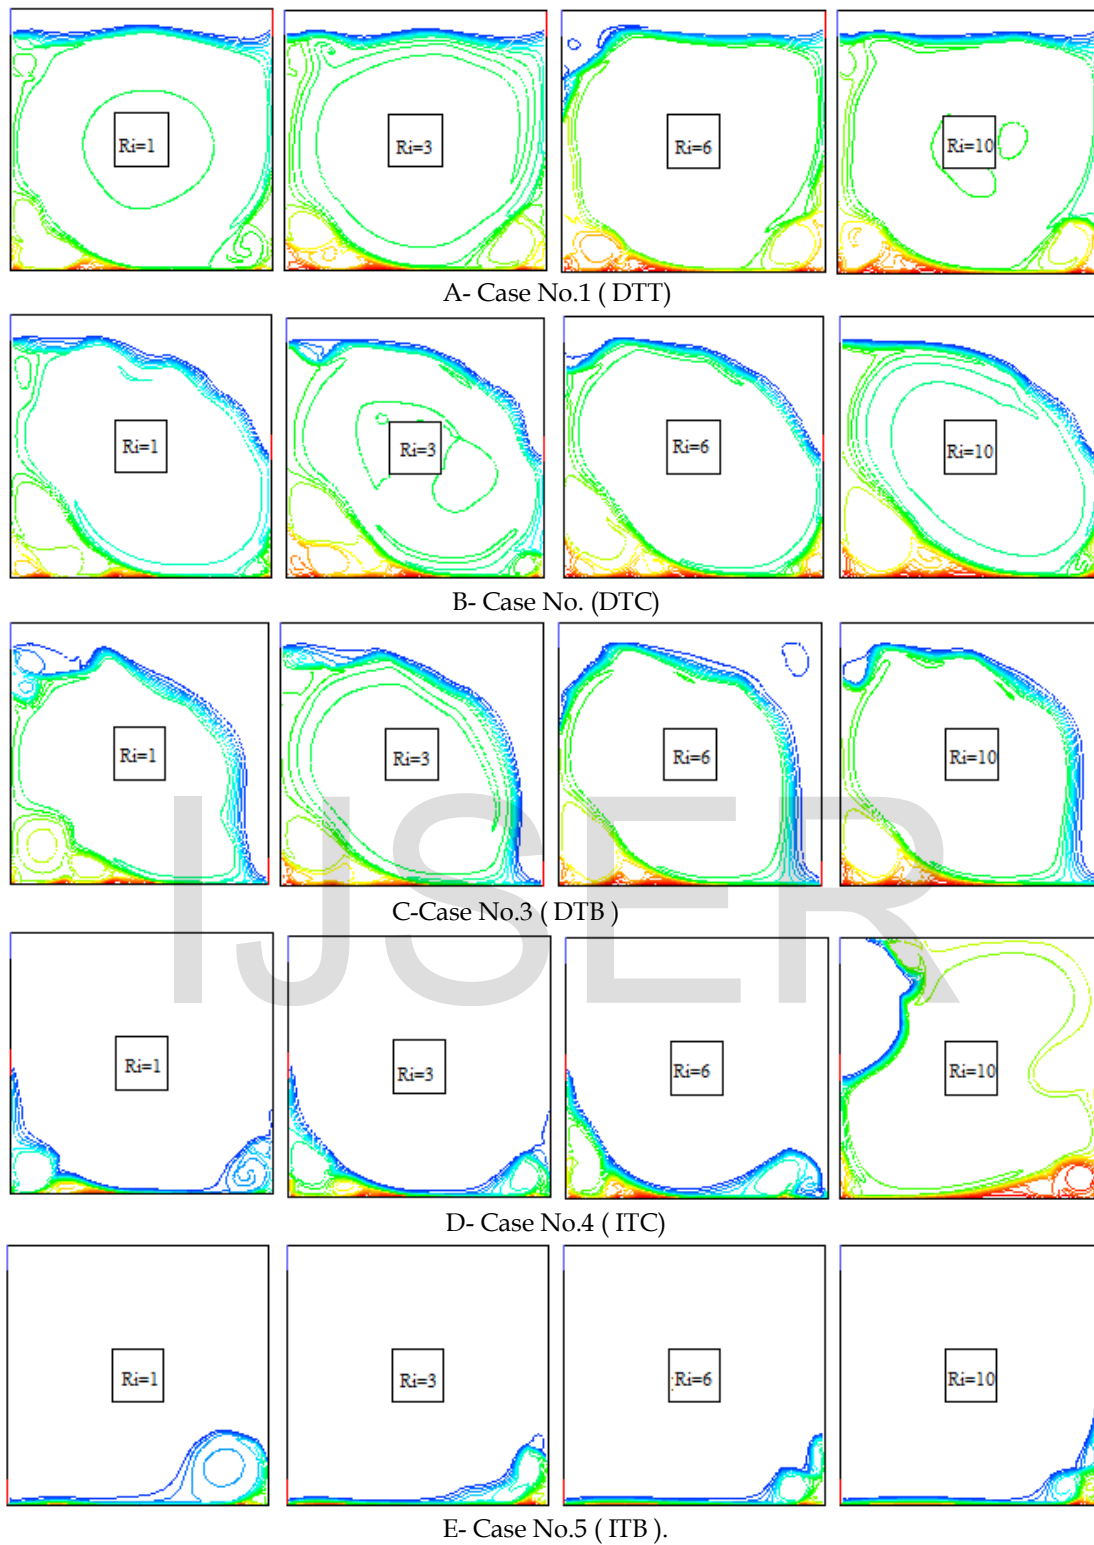 Ri=1
Ri=3
Ri=6
Ri=10
A- Case No.1 ( DTT)
Ri=1
Ri=3
Ri=6
Ri=10
B- Case No. (DTC)
Ri=1
Ri=3
Ri=6
Ri=10
C-Case No.3 ( DTB )
IJSER
Ri=1
Ri=3
Ri=6
Ri=10
D- Case No.4 ( ITC)
Ri=1
Ri=3
Ri=6
Ri=10
E- Case No.5 ( ITB ).